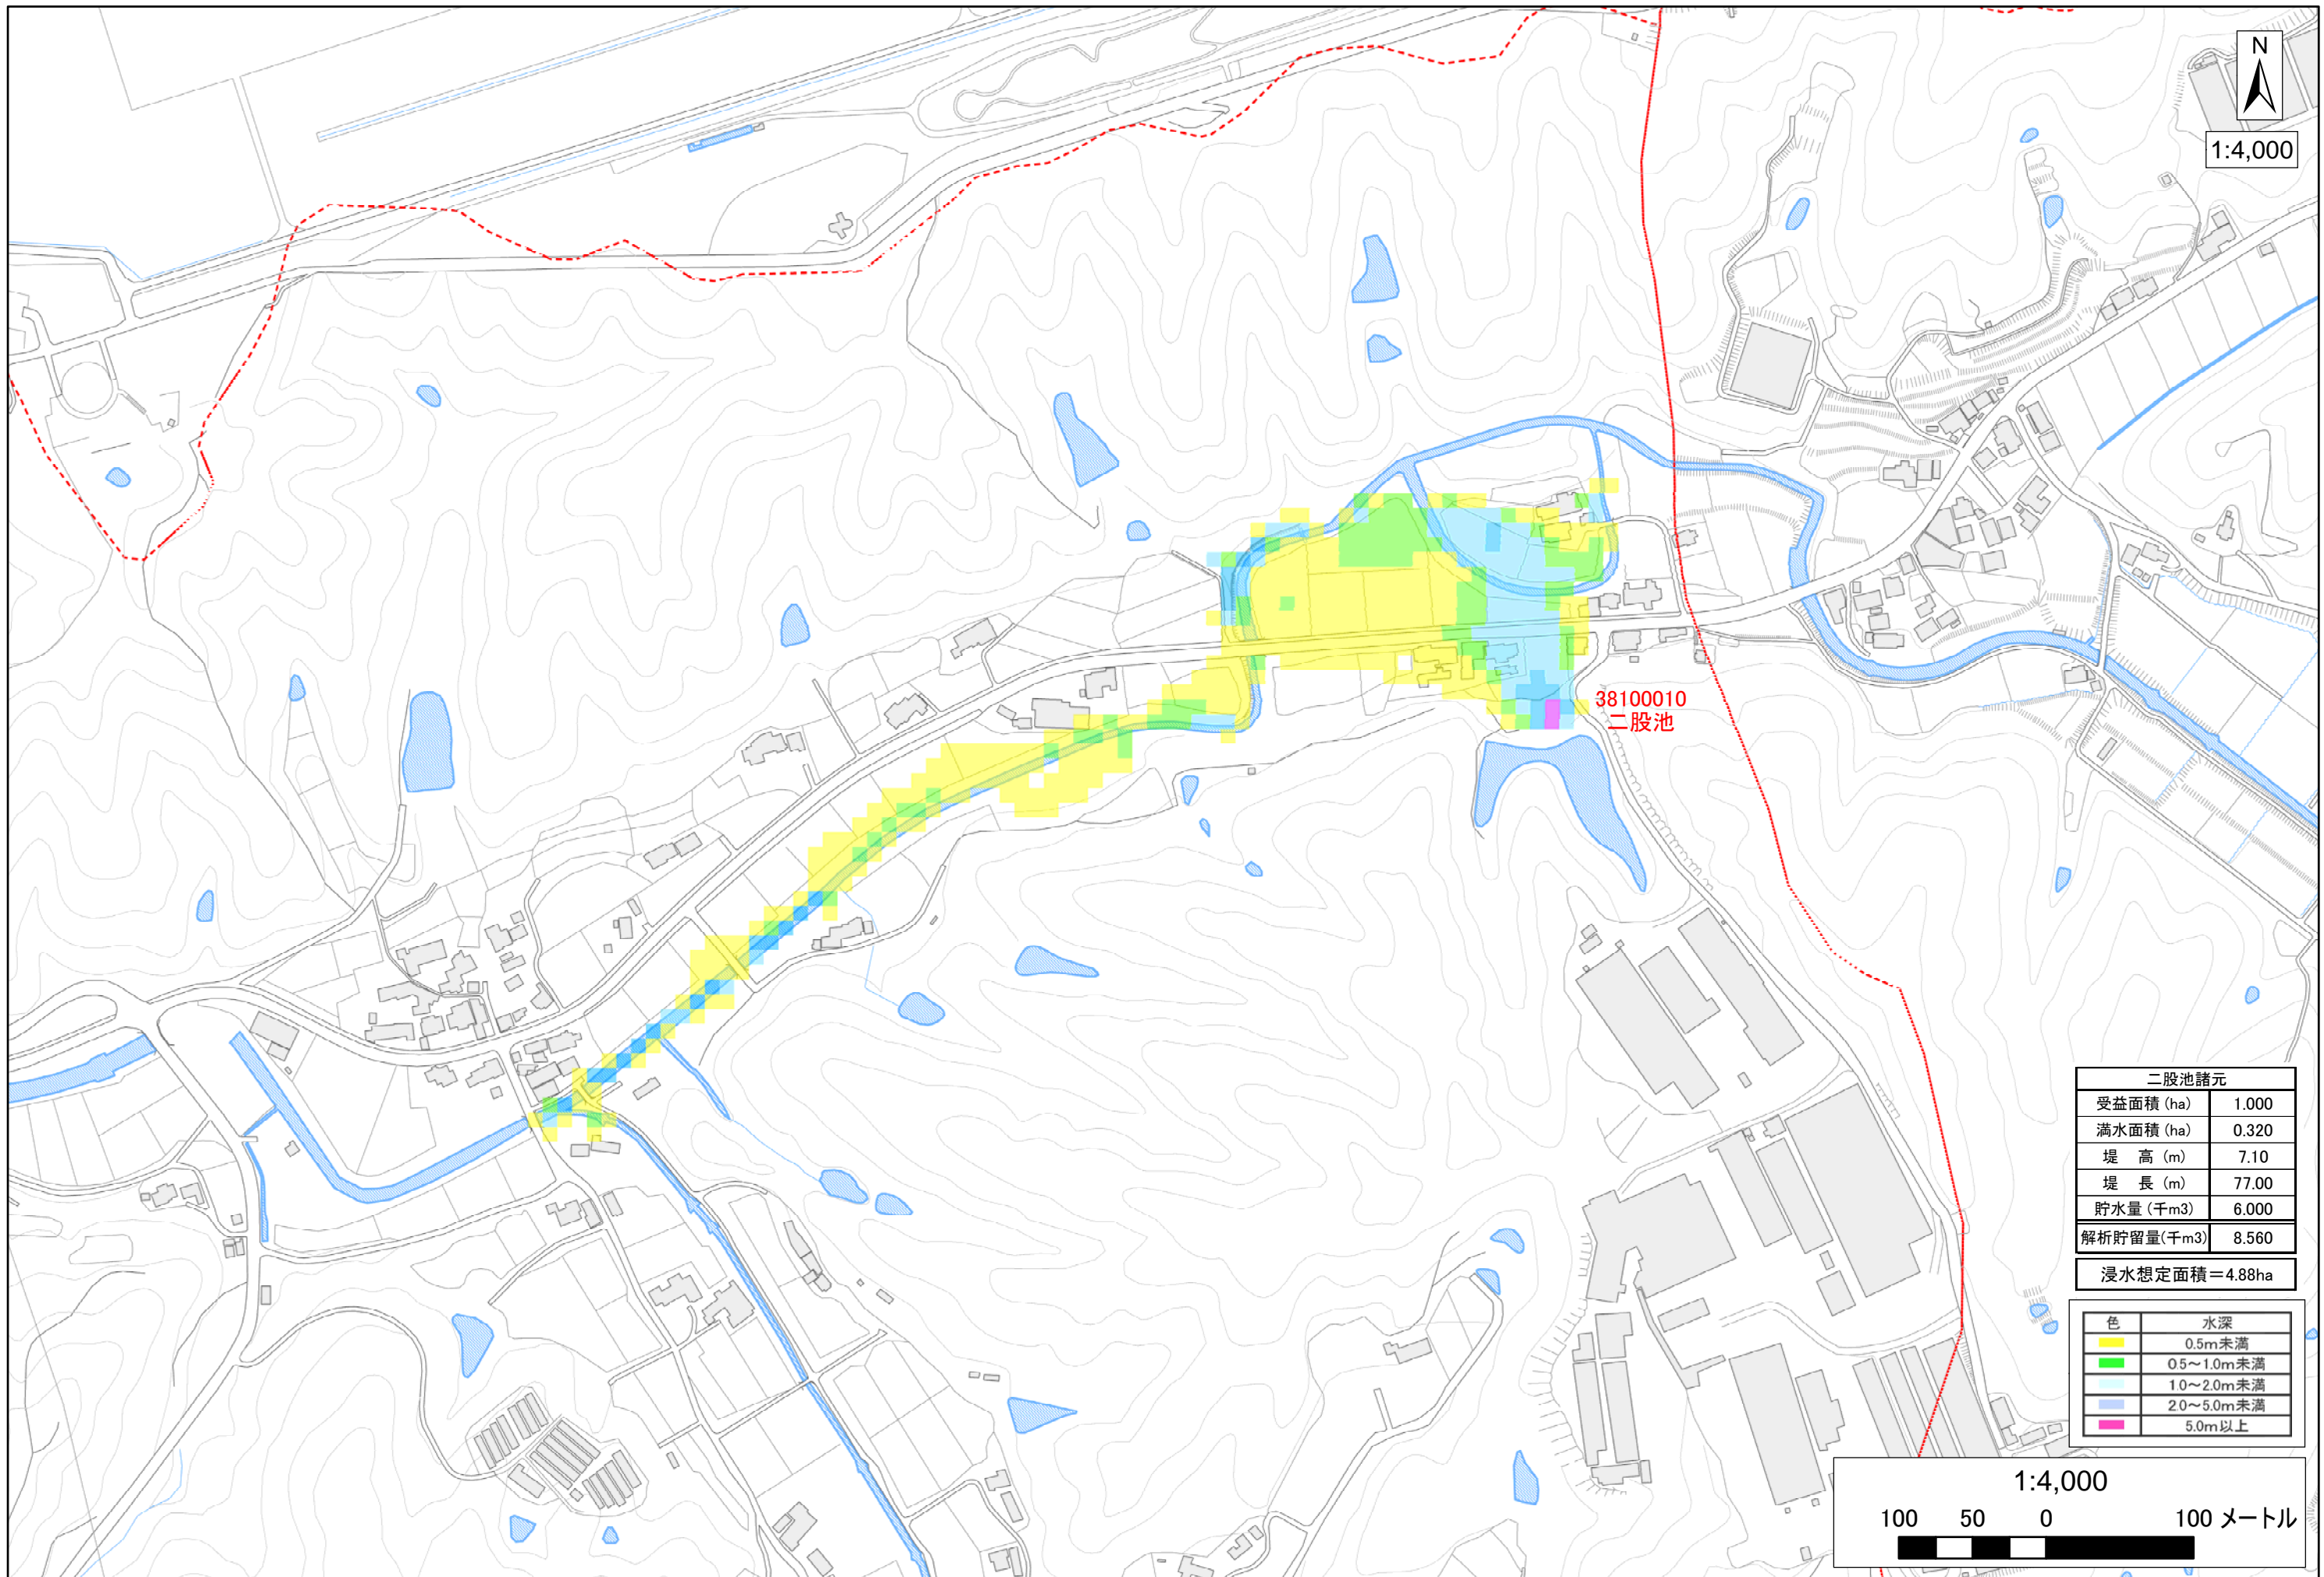 N
1:4,000
38100010
二股池
二股池諸元
受益面積(ha) 1.000
満水面積(ha) 0.320
堤 高 (m) 7.10
堤 長 (m) 77.00
貯水量(千m3) 6.000
解析貯留量(千m3) 8.560
浸水想定面積=4.88ha
色 水深
0.5m未満
0.5~1.0m未満
1.0~2.0m未満
2.0~5.0m未満
5.0m以上
1:4,000
100 50 0 100 メートル